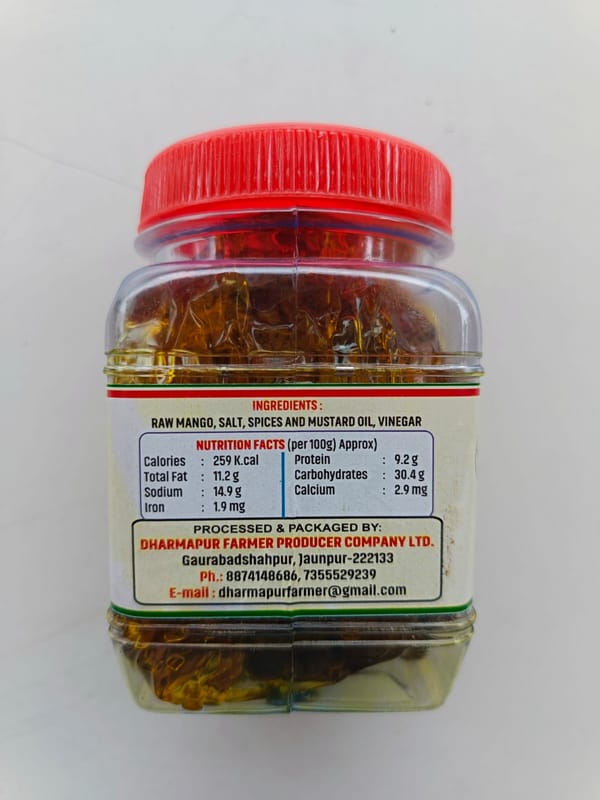 INGREDIENTS :
RAW MANGO, SALT, SPICES AND MUSTARD OIL, VINEGAR
NUTRITION FACTS (per 100g) Approx)
Calories : 259 K.cal
Total Fat : 11.2 g
Sodium : 14.9 g
Iron : 1.9 mg
Protein : 9.2 g
Carbohydrates : 30.4 g
Calcium : 2.9 mg
PROCESSED & PACKAGED BY:
DHARMAPUR FARMER PRODUCER COMPANY LTD.
Gaurabadshahpur, Jaunpur-222133
Ph.: 8874148686, 7355529239
E-mail : dharmapurfarmer@gmail.com